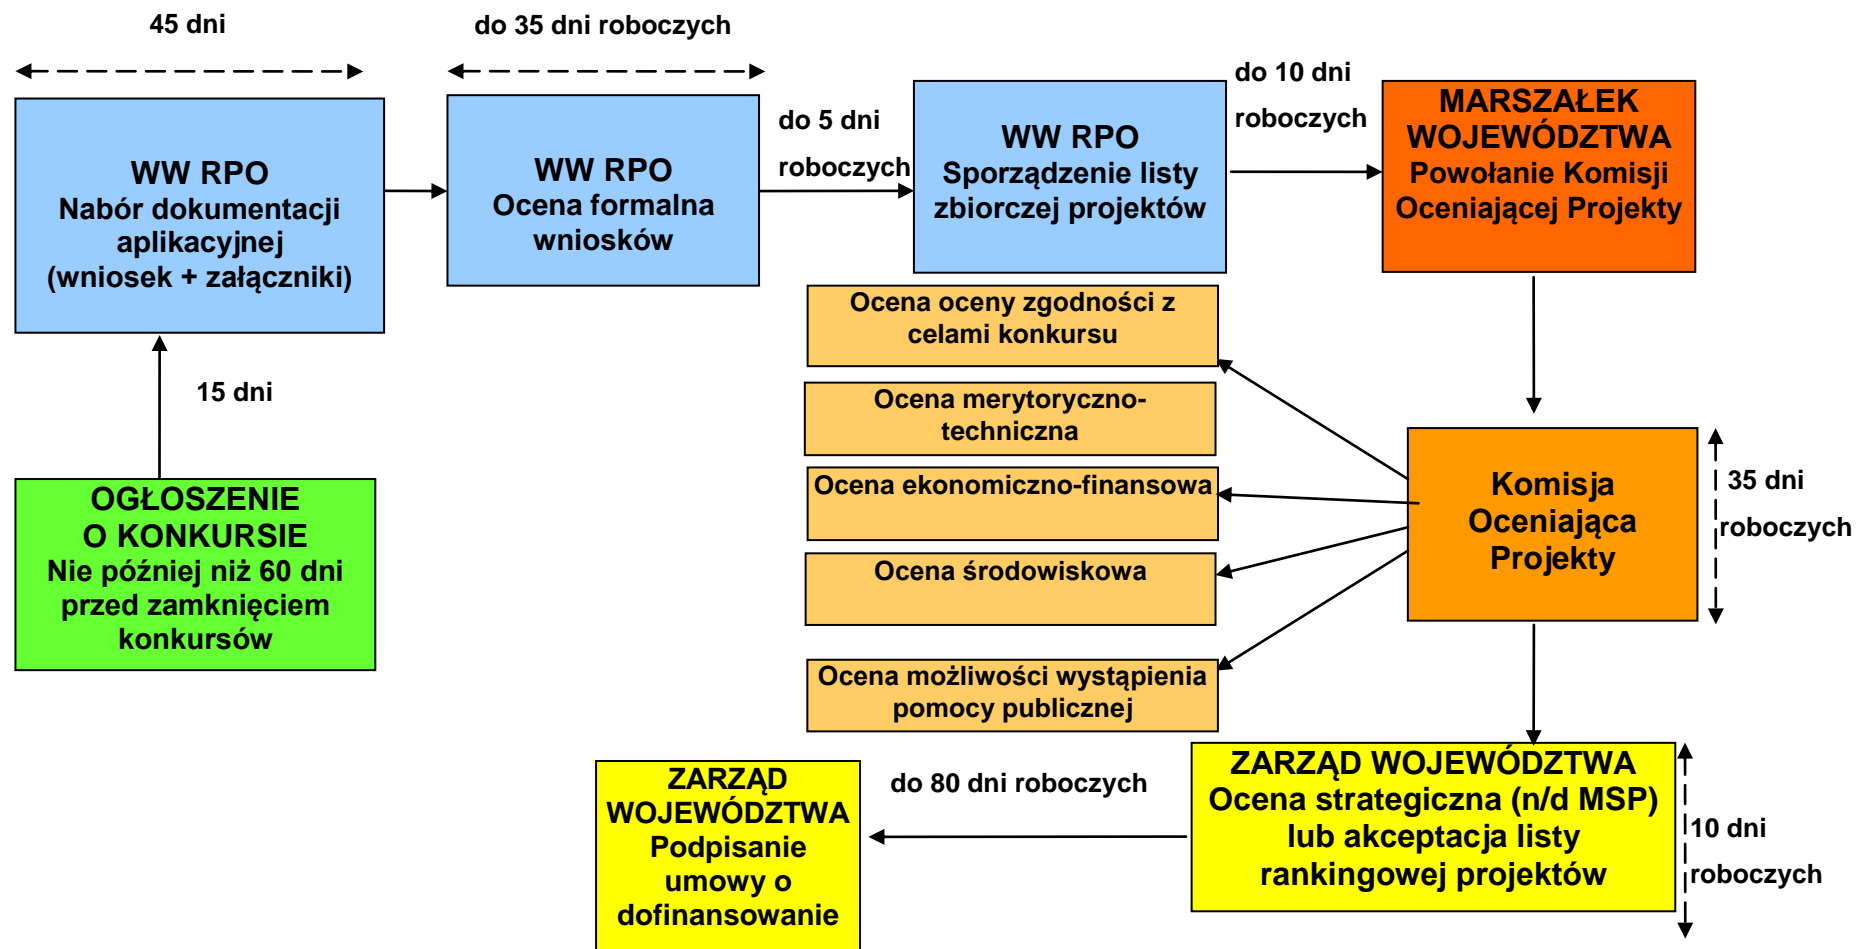 45 dni
do 35 dni roboczych
WW RPO
Nabór dokumentacji
aplikacyjnej
(wniosek + załączniki)
WW RPO
Ocena formalna
wniosków
do 5 dni
roboczych
WW RPO
Sporządzenie listy
zbiorczej projektów
do 10 dni
roboczych
MARSZAŁEK
WOJEWÓDZTWA
Powołanie Komisji
Oceniającej Projekty
15 dni
OGŁOSZENIE
O KONKURSIE
Nie później niż 60 dni
przed zamknięciem
konkursów
Ocena oceny zgodności z
celami konkursu
Ocena merytoryczno-
techniczna
Ocena ekonomiczno-finansowa
Ocena środowiskowa
Ocena możliwości wystąpienia
pomocy publicznej
Komisja
Oceniająca
Projekty
35 dni
roboczych
ZARZĄD WOJEWÓDZTWA
Ocena strategiczna (n/d MSP)
lub akceptacja listy
rankingowej projektów
10 dni
roboczych
do 80 dni roboczych
ZARZĄD
WOJEWÓDZTWA
Podpisanie
umowy o
dofinansowanie